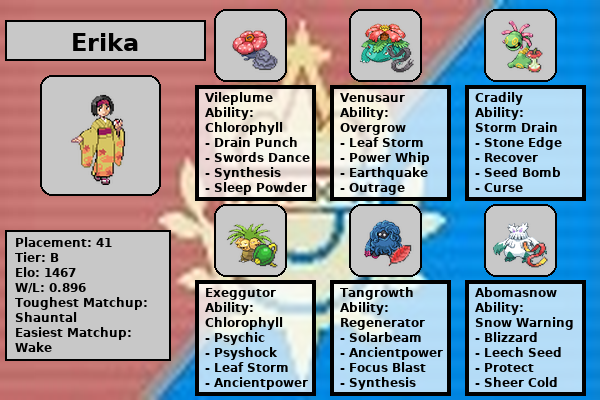 Erika
Vileplume
Ability:
Chlorophyll
- Drain Punch
- Swords Dance
- Synthesis
- Sleep Powder
Venusaur
Ability:
Overgrow
- Leaf Storm
- Power Whip
- Earthquake
- Outrage
Cradily
Ability:
Storm Drain
- Stone Edge
- Recover
- Seed Bomb
- Curse
Placement: 41
Tier: B
Elo: 1467
W/L: 0.896
Toughest Matchup:
Shauntal
Easiest Matchup:
Wake
Exeggutor
Ability:
Chlorophyll
- Psychic
- Psyshock
- Leaf Storm
- Ancientpower
Tangrowth
Ability:
Regenerator
- Solarbeam
- Ancientpower
- Focus Blast
- Synthesis
Abomasnow
Ability:
Snow Warning
- Blizzard
- Leech Seed
- Protect
- Sheer Cold